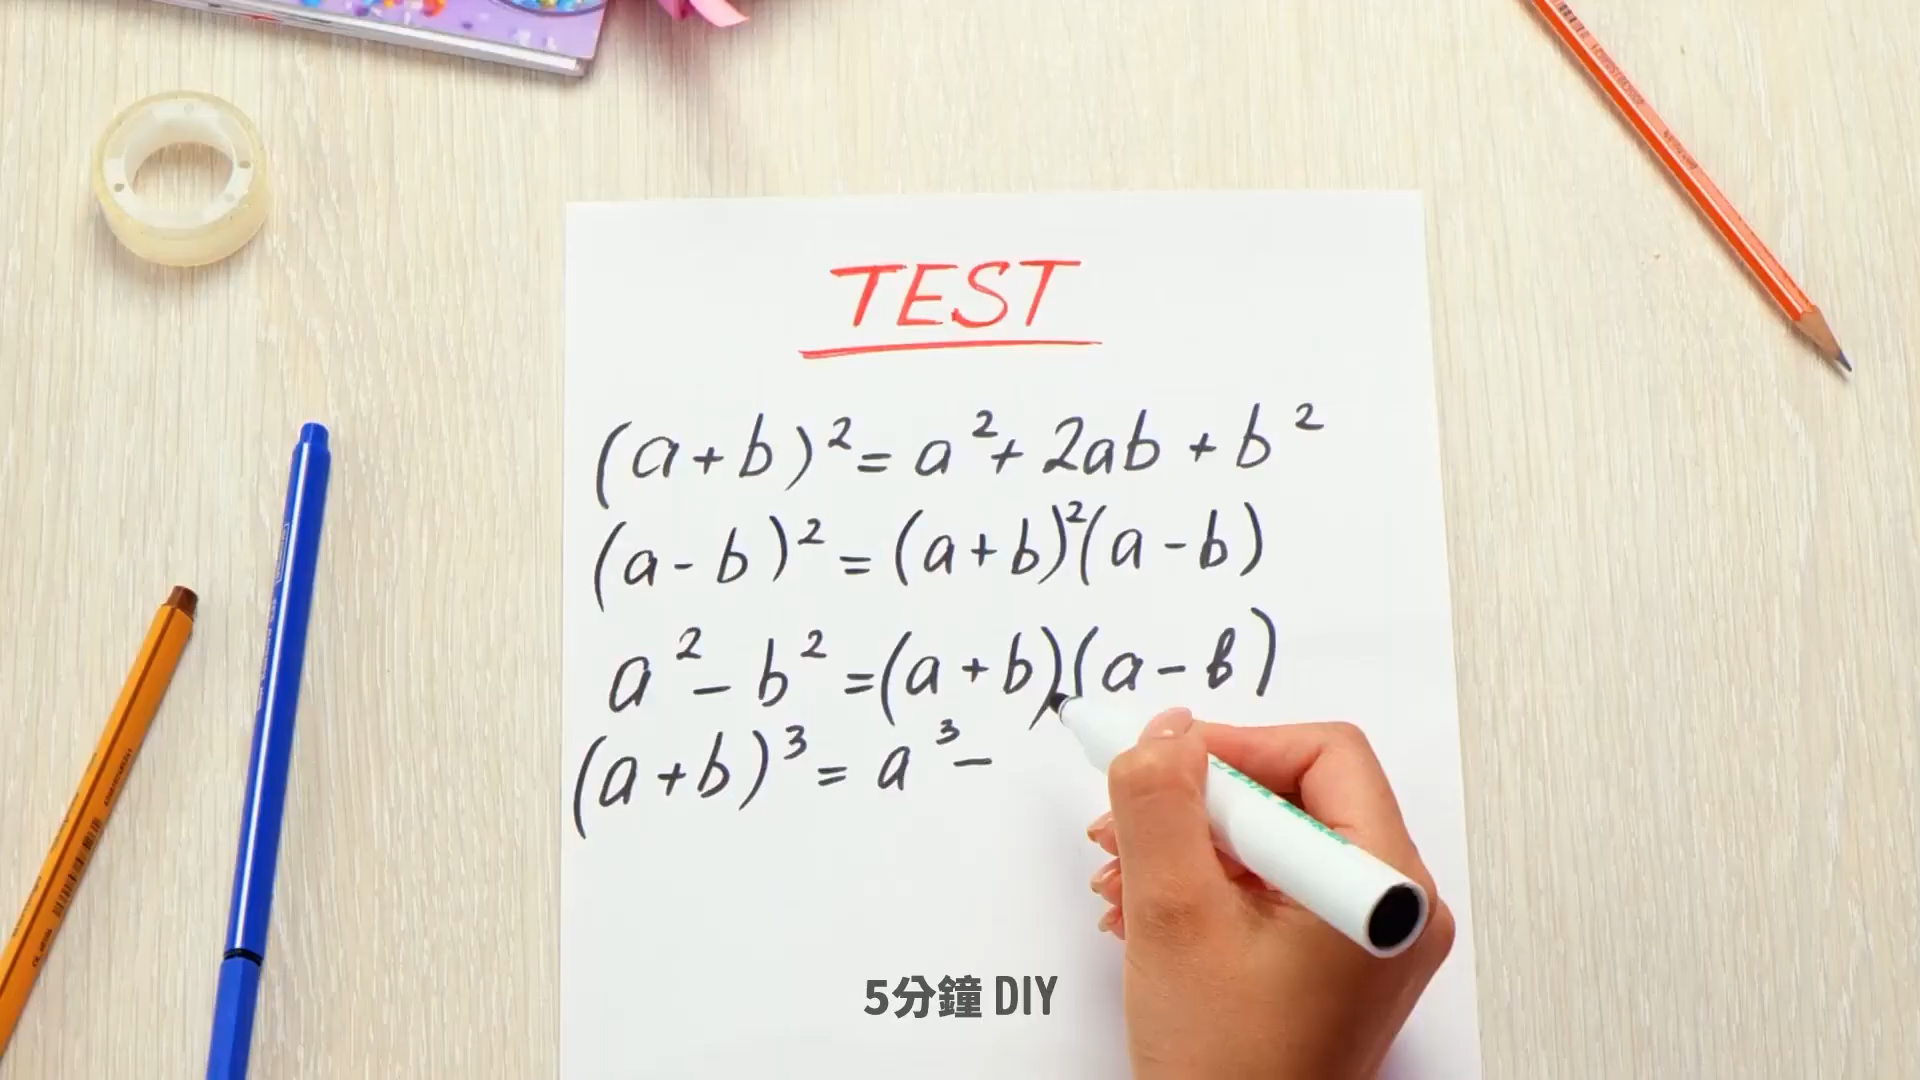 TEST
(a+b)²=a²+2ab+b²
(a-b)²=(a+b)²(a-b)
a²-b²=(a+b)(a-b)
(a+b)³=a³-
5分鐘 DIY